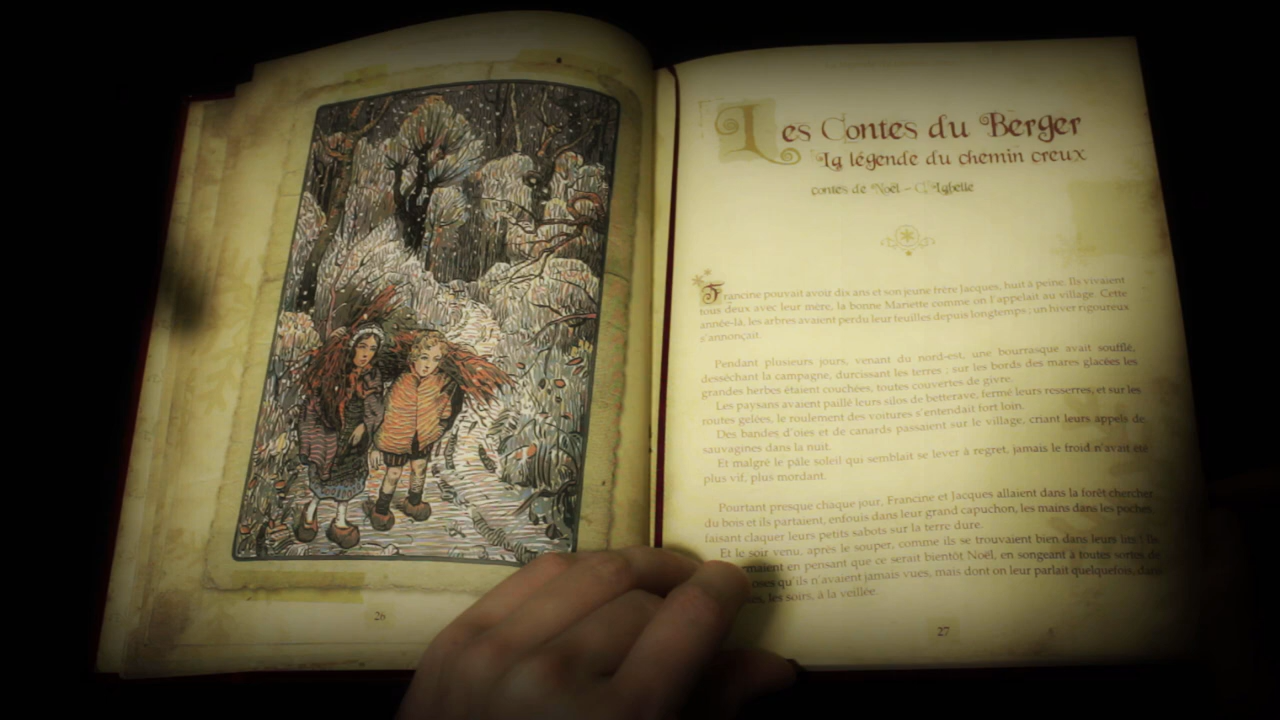 Les Contes du Berger
La légende du chemin creux
contes de Noël - C.
Francine pouvait avoir dix ans et son jeune frère Jacques, huit à peine. Ils vivaient
tous deux avec leur mère, la bonne Mariette comme on l'appelait au village. Cette
année-là, les arbres avaient perdu leur feuilles depuis longtemps ; un hiver rigoureux
s'annonçait.
Pendant plusieurs jours, venant du nord-est, une bourrasque avait soufflé,
desséchant la campagne, durcissant les terres ; sur les bords des mares glacées les
grandes herbes étaient couchées, toutes couvertes de givre.
Les paysans avaient paillé leurs silos de betterave, fermé leurs resserres, et sur les
routes gelées, le roulement des voitures s'entendait fort loin.
Des bandes d'oies et de canards passaient sur le village, criant leurs appels de
sauvagines dans la nuit.
Et malgré le pâle soleil qui semblait se lever à regret, jamais le froid n'avait été
plus vif, plus mordant.
Pourtant presque chaque jour, Francine et Jacques allaient dans la forêt chercher
du bois et ils partaient, enfouis dans leur grand capuchon, les mains dans les poches,
faisant claquer leurs petits sabots sur la terre dure.
Et le soir venu, après le souper, comme ils se trouvaient bien dans leurs lits ! Ils
rmaient en pensant que ce serait bientôt Noël, en songeant à toutes sortes de
oses qu'ils n'avaient jamais vues, mais dont on leur parlait quelquefois, dans
les soirs, à la veillée.
26
27